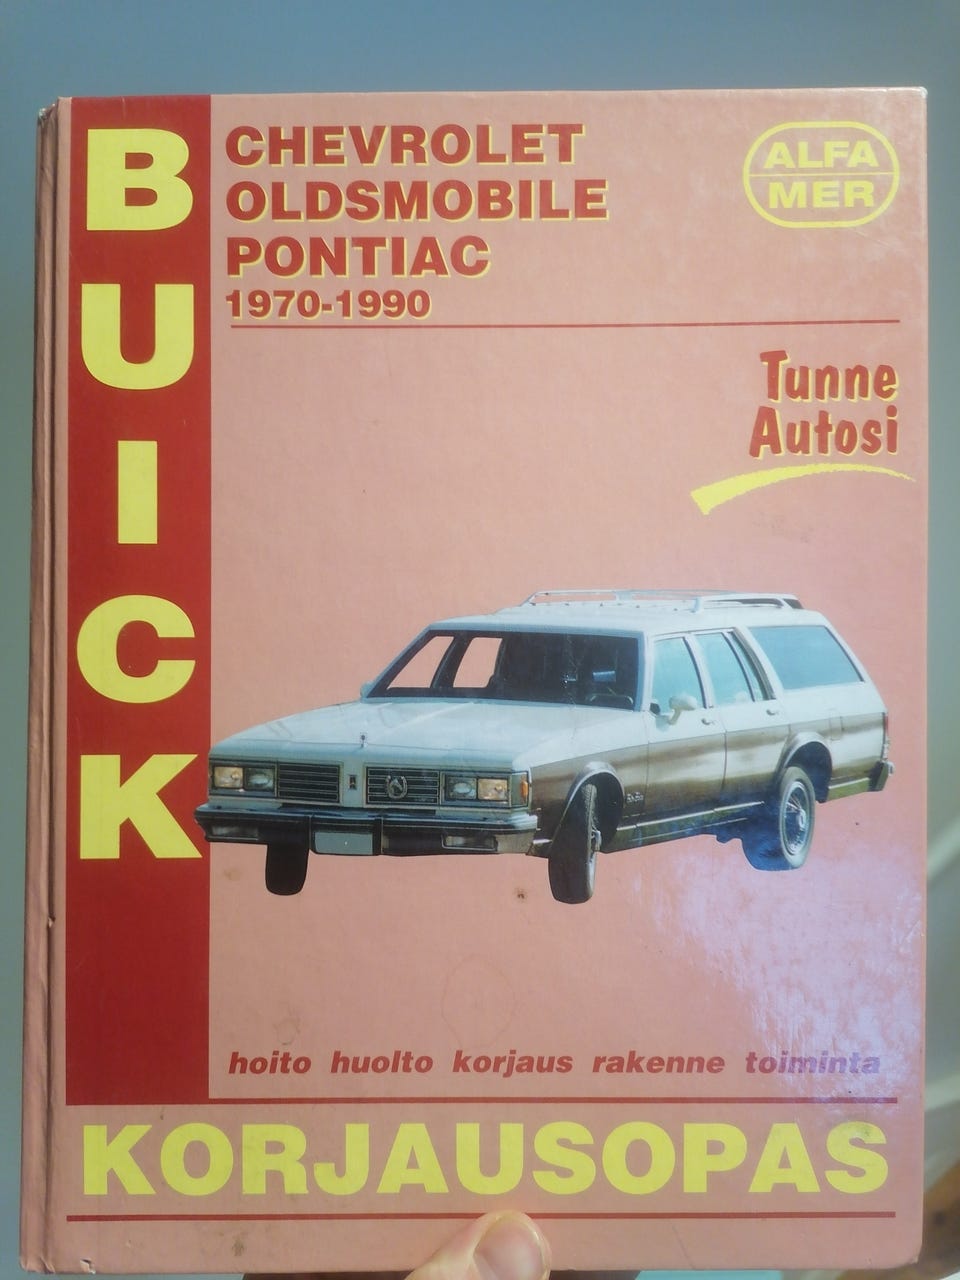 BUICK
CHEVROLET
OLDSMOBILE
PONTIAC
1970-1990
ALFA
MER
Tunne
Autosi
hoito huolto korjaus rakenne toiminta
KORJAUSOPAS